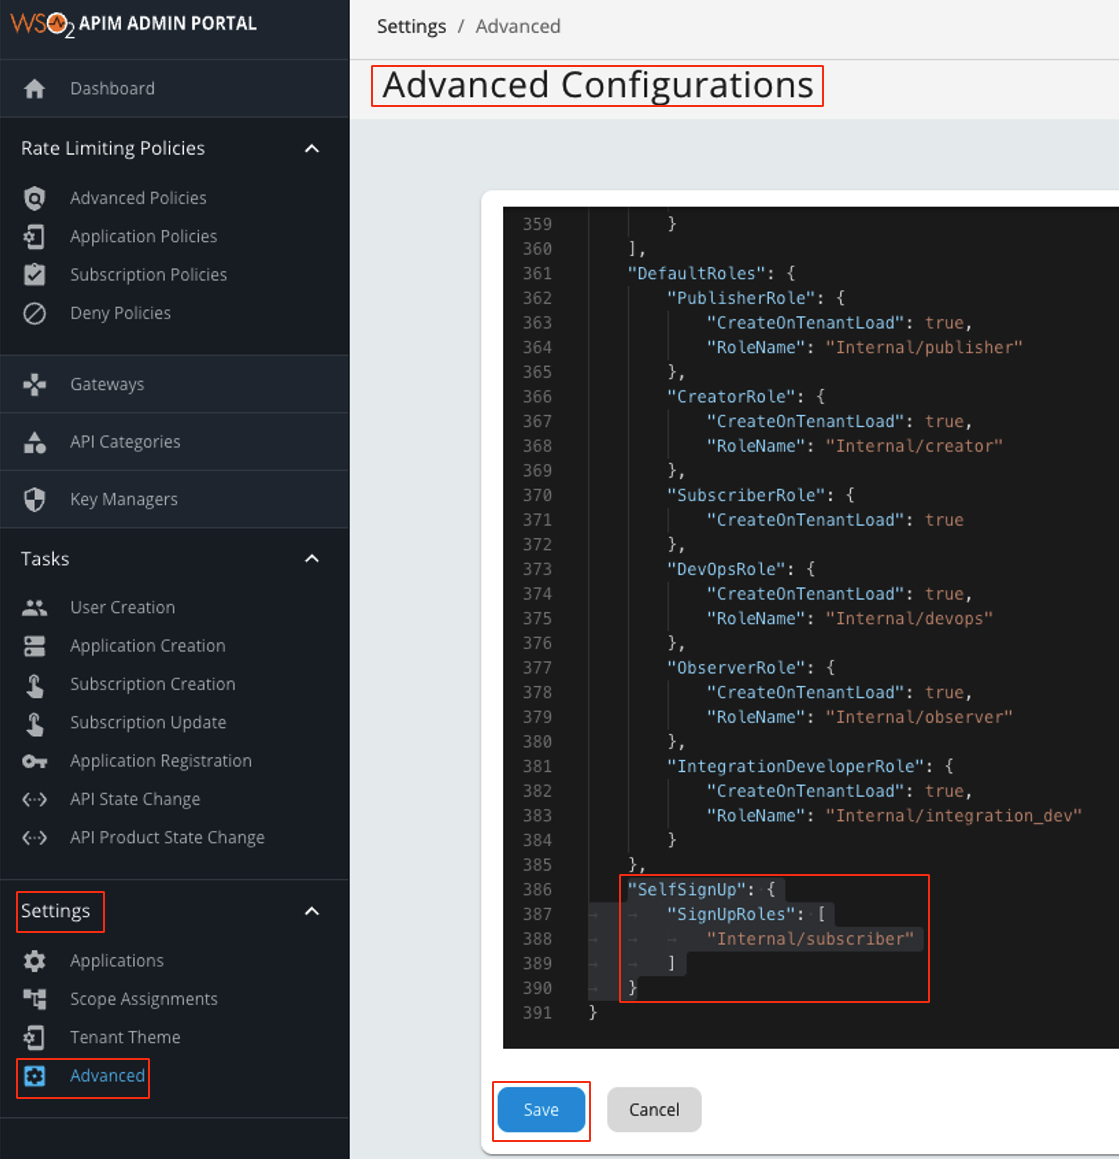 WSO2 APIM ADMIN PORTAL
Dashboard
Rate Limiting Policies
Advanced Policies
Application Policies
Subscription Policies
Deny Policies
Gateways
API Categories
Key Managers
Tasks
User Creation
Application Creation
Subscription Creation
Subscription Update
Application Registration
API State Change
API Product State Change
Settings
Applications
Scope Assignments
Tenant Theme
Advanced
Settings / Advanced
Advanced Configurations
359 }
360 ],
361 "DefaultRoles": {
362 "PublisherRole": {
363 "CreateOnTenantLoad": true,
364 "RoleName": "Internal/publisher"
365 },
366 "CreatorRole": {
367 "CreateOnTenantLoad": true,
368 "RoleName": "Internal/creator"
369 },
370 "SubscriberRole": {
371 "CreateOnTenantLoad": true
372 },
373 "DevOpsRole": {
374 "CreateOnTenantLoad": true,
375 "RoleName": "Internal/devops"
376 },
377 "ObserverRole": {
378 "CreateOnTenantLoad": true,
379 "RoleName": "Internal/observer"
380 },
381 "IntegrationDeveloperRole": {
382 "CreateOnTenantLoad": true,
383 "RoleName": "Internal/integration_dev"
384 }
385 },
386 "SelfSignUp": {
387 "SignUpRoles": [
388 "Internal/subscriber"
389 ]
390 }
391 }
Save
Cancel